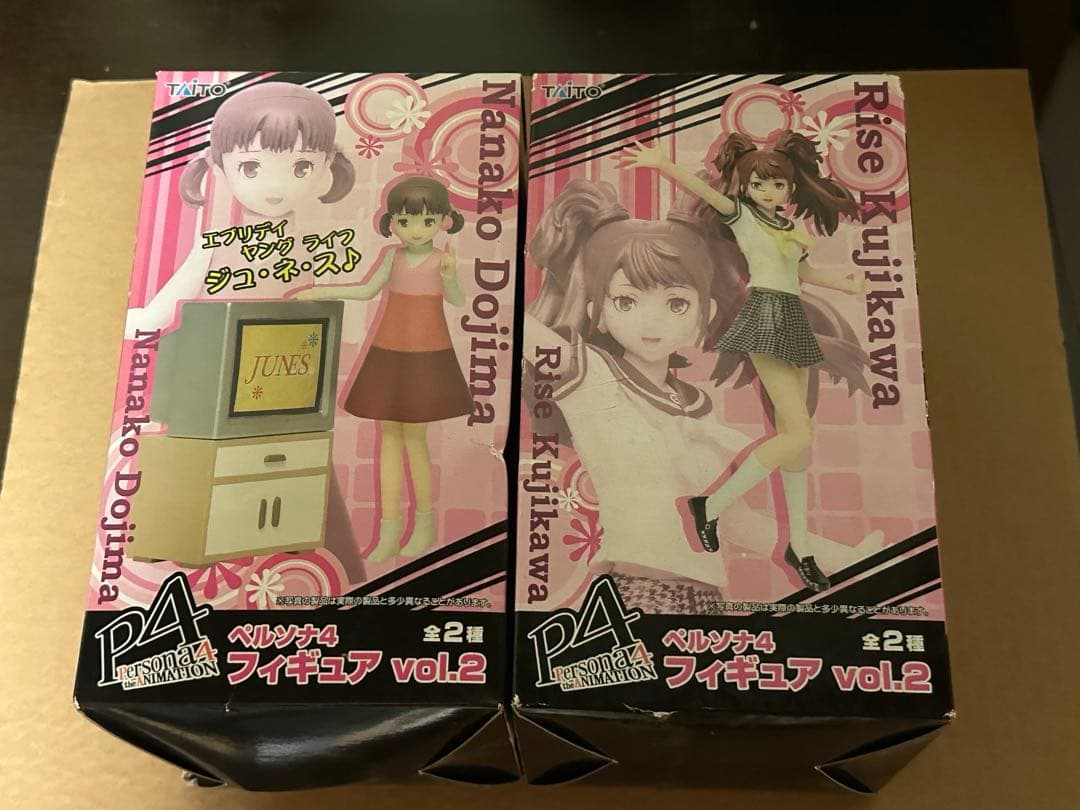 TAITO
Nanako Dojima
エブリデイ
ヤング ライフ
ジュ・ネ・ス♪
JUNES
Nanako Dojima
※写真の製品は実際の製品と多少異なることがあります。
P4
Persona4
the ANIMATION
ペルソナ4
全2種
フィギュア vol.2
TAITO
Rise Kujikawa
Rise Kujikawa
※写真の製品は実際の製品と多少異なることがあります。
P4
Persona4
the ANIMATION
ペルソナ4
全2種
フィギュア vol.2